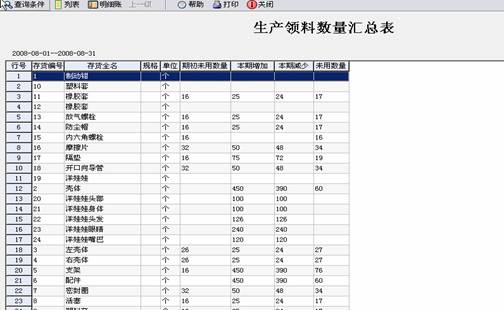 查询条件 列表 明细账 上一级 帮助 打印 关闭
生产领料数量汇总表
2008-08-01--2008-08-31
行号 存货编号 存货全名 规格 单位 期初未用数量 本期增加 本期减少 未用数量
1 1 制动钳 个
2 10 塑料套 个
3 11 橡胶套 个 16 25 24 17
4 12 橡胶套 个
5 13 放气螺栓 个 16 25 24 17
6 14 防尘帽 个 16 25 24 17
7 15 内六角螺栓 个 16 16
8 16 摩擦片 个 32 50 48 34
9 17 隔垫 个 16 75 72 19
10 18 开口向导管 个 32 50 48 34
11 19 洋娃娃 个
12 2 壳体 个 450 390 60
13 20 洋娃娃头部 个 100 100
14 21 洋娃娃身体 个 100 100
15 22 洋娃娃头发 个 126 126
16 23 洋娃娃眼睛 个 240 240
17 24 洋娃娃嘴巴 个 120 120
18 3 左壳体 个 26 25 24 27
19 4 右壳体 个 26 25 24 27
20 5 支架 个 16 450 390 76
21 6 配件 个 450 390 60
22 7 密封圈 个 32 50 48 34
23 8 活塞 个 16 25 24 17